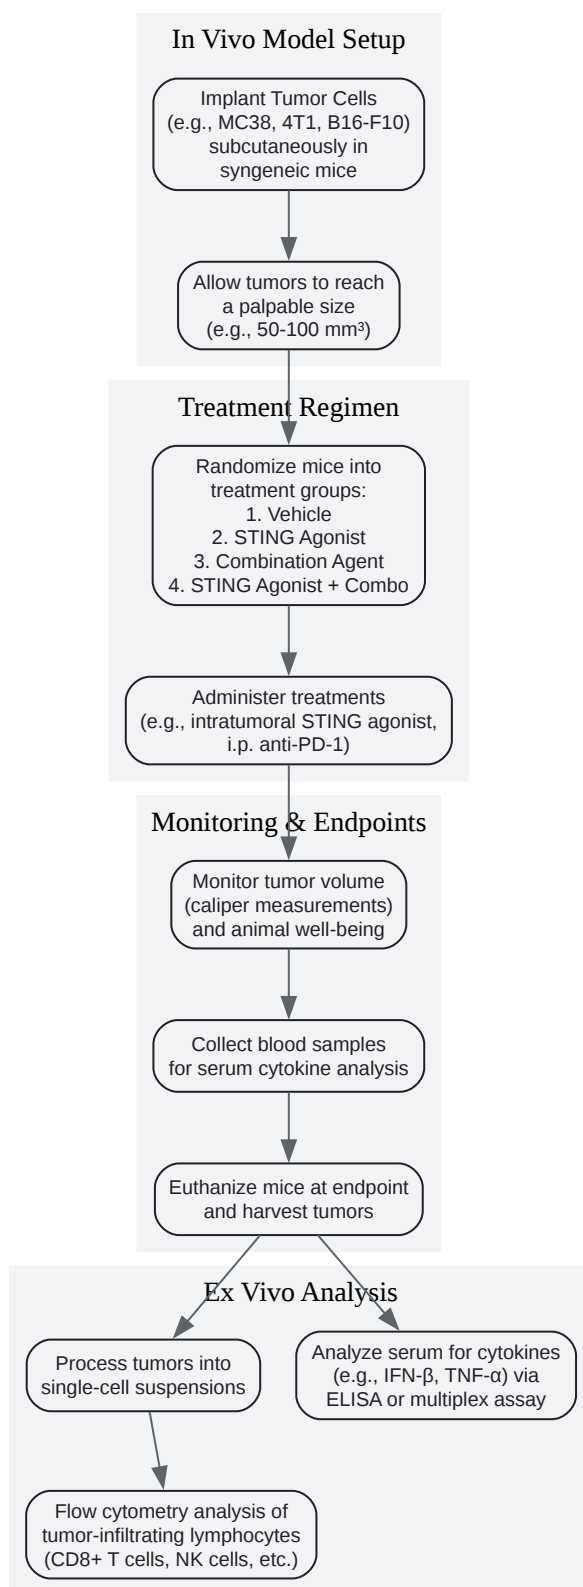 In Vivo Model Setup
Implant Tumor Cells
(e.g., MC38, 4T1, B16-F10)
subcutaneously in
syngeneic mice
Allow tumors to reach
a palpable size
(e.g., 50-100 mm³)
Treatment Regimen
Randomize mice into
treatment groups:
1. Vehicle
2. STING Agonist
3. Combination Agent
4. STING Agonist + Combo
Administer treatments
(e.g., intratumoral STING agonist,
i.p. anti-PD-1)
Monitoring & Endpoints
Monitor tumor volume
(caliper measurements)
and animal well-being
Collect blood samples
for serum cytokine analysis
Euthanize mice at endpoint
and harvest tumors
Ex Vivo Analysis
Process tumors into
single-cell suspensions
Analyze serum for cytokines
(e.g., IFN-β, TNF-α) via
ELISA or multiplex assay
Flow cytometry analysis of
tumor-infiltrating lymphocytes
(CD8+ T cells, NK cells, etc.)